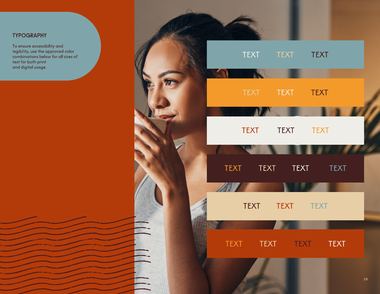 TYPOGRAPHY
To ensure accessibility and
legibility, use the approved color
combinations below for all sizes of
text for both print
and digital usage.
TEXT TEXT TEXT
TEXT TEXT TEXT
TEXT TEXT TEXT
TEXT TEXT TEXT TEXT
TEXT TEXT TEXT
TEXT TEXT TEXT TEXT